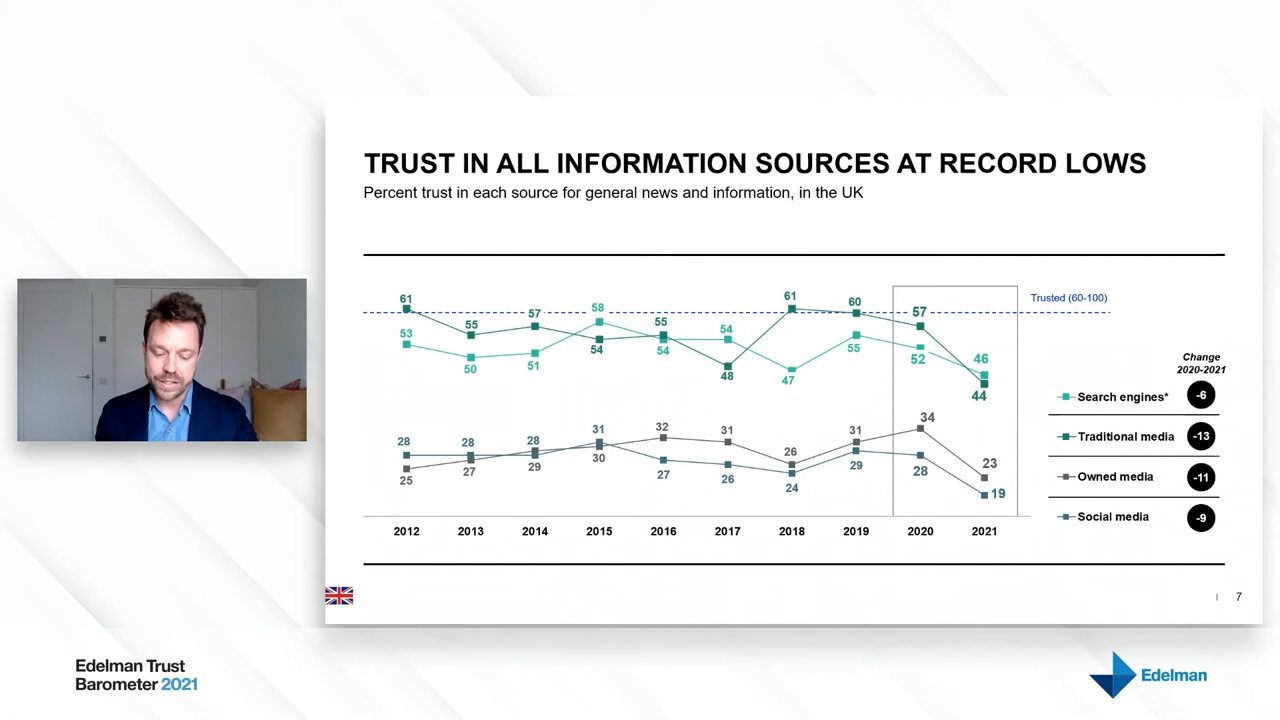 TRUST IN ALL INFORMATION SOURCES AT RECORD LOWS
Percent trust in each source for general news and information, in the UK
Trusted (60-100)
61 55 57 54 55 48 61 60 57 44
53 50 51 58 54 54 47 55 52 46
25 27 28 30 32 31 26 31 34 23
28 28 29 31 27 26 24 29 28 19
2012 2013 2014 2015 2016 2017 2018 2019 2020 2021
Change
2020-2021
Search engines* -6
Traditional media -13
Owned media -11
Social media -9
7
Edelman Trust
Barometer 2021
Edelman